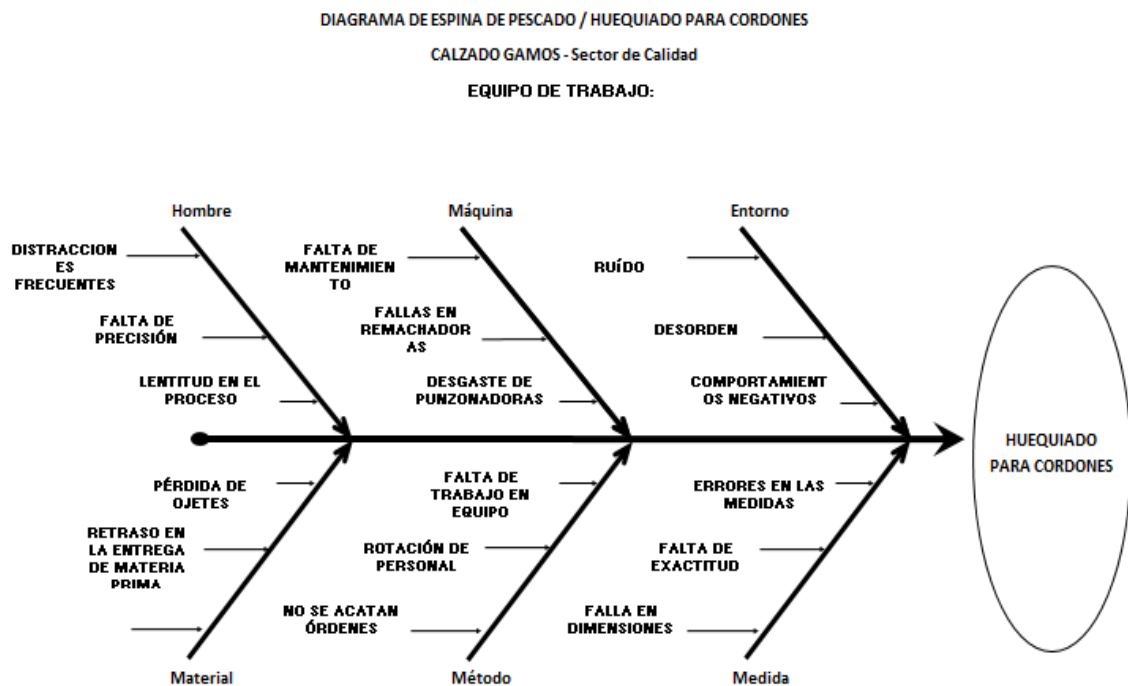 DIAGRAMA DE ESPINA DE PESCADO / HUEQUIADO PARA CORDONES
CALZADO GAMOS - Sector de Calidad
EQUIPO DE TRABAJO:
Hombre
Máquina
Entorno
DISTRACCION
ES
FRECUENTES
FALTA DE
MANTENIMIEN
TO
RUÍDO
FALTA DE
PRECISIÓN
FALLAS EN
REMACHADOR
AS
DESORDEN
LENTITUD EN EL
PROCESO
DESGASTE DE
PUNZONADORAS
COMPORTAMIENT
OS NEGATIVOS
HUEQUIADO
PARA CORDONES
PÉRDIDA DE
OJETES
FALTA DE
TRABAJO EN
EQUIPO
ERRORES EN LAS
MEDIDAS
RETRASO EN
LA ENTREGA
DE MATERIA
PRIMA
ROTACIÓN DE
PERSONAL
FALTA DE
EXACTITUD
NO SE ACATAN
ÓRDENES
FALLA EN
DIMENSIONES
Material
Método
Medida